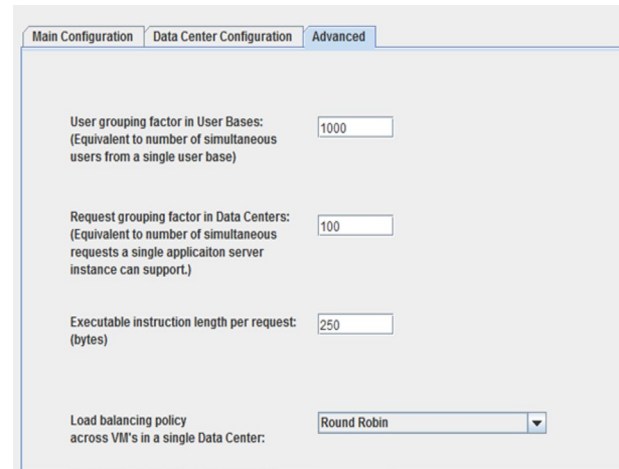 Main Configuration Data Center Configuration Advanced
User grouping factor in User Bases:
(Equivalent to number of simultaneous
users from a single user base)
1000
Request grouping factor in Data Centers:
(Equivalent to number of simultaneous
requests a single applicaiton server
instance can support.)
100
Executable instruction length per request:
(bytes)
250
Load balancing policy
across VM's in a single Data Center:
Round Robin